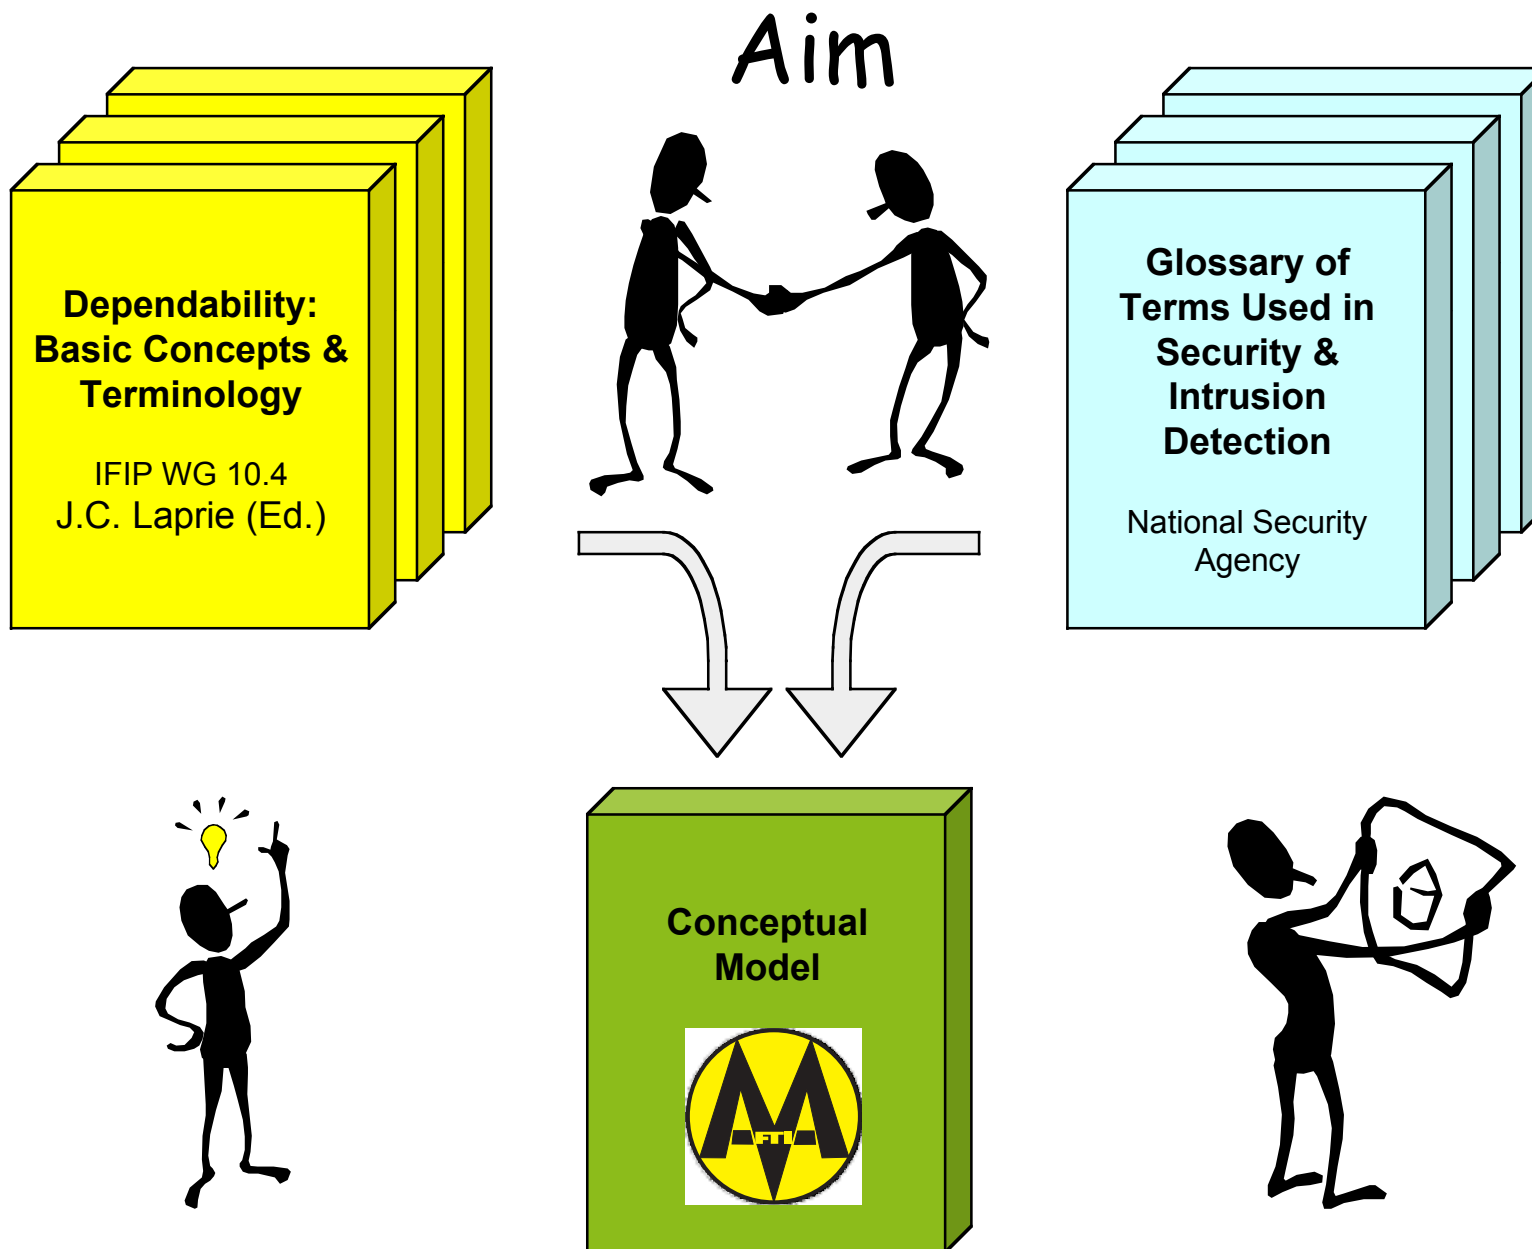 Aim
Dependability:
Basic Concepts &
Terminology
IFIP WG 10.4
J.C. Laprie (Ed.)
Glossary of
Terms Used in
Security &
Intrusion
Detection
National Security
Agency
Conceptual
Model
MAFTIA